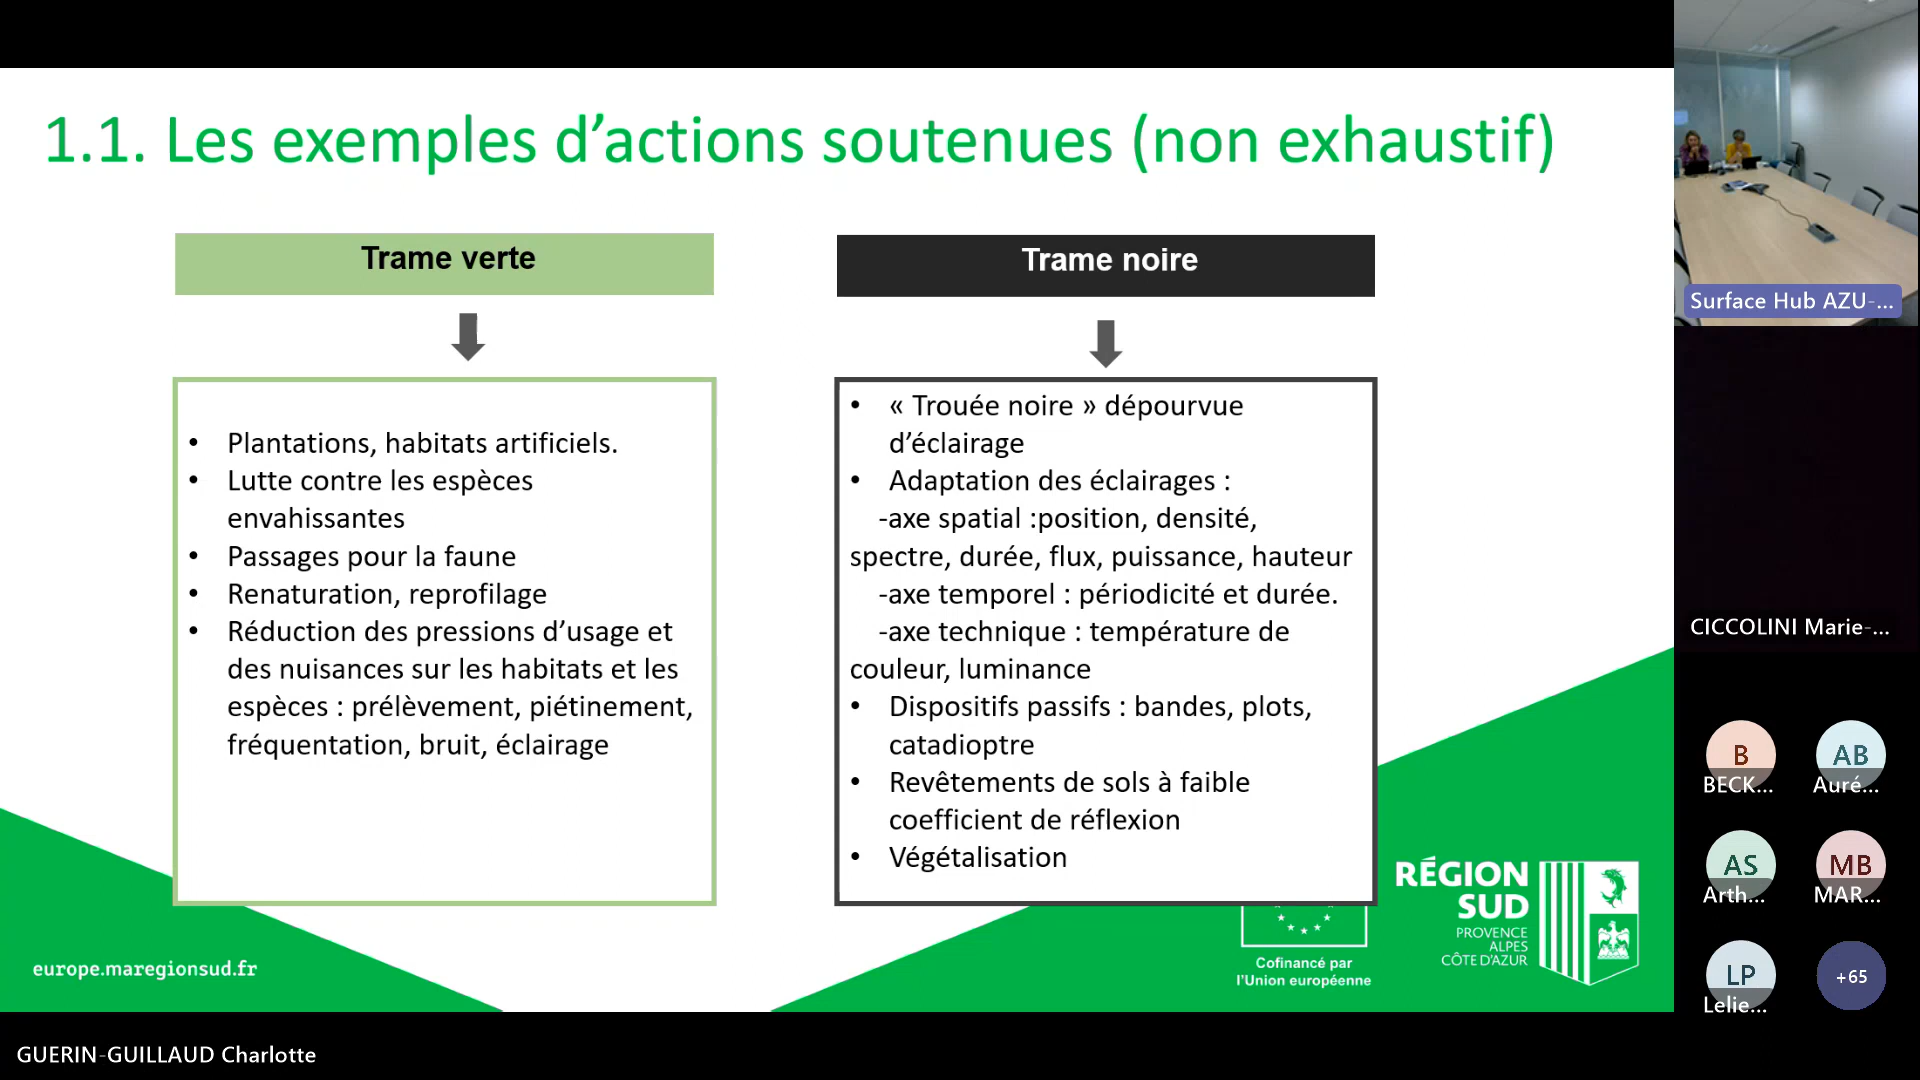 1.1. Les exemples d’actions soutenues (non exhaustif)
Trame verte
• Plantations, habitats artificiels.
• Lutte contre les espèces
envahissantes
• Passages pour la faune
• Renaturation, reprofilage
• Réduction des pressions d’usage et
des nuisances sur les habitats et les
espèces : prélèvement, piétinement,
fréquentation, bruit, éclairage
Trame noire
• « Trouée noire » dépourvue
d’éclairage
• Adaptation des éclairages :
-axe spatial :position, densité,
spectre, durée, flux, puissance, hauteur
-axe temporel : périodicité et durée.
-axe technique : température de
couleur, luminance
• Dispositifs passifs : bandes, plots,
catadioptre
• Revêtements de sols à faible
coefficient de réflexion
• Végétalisation
europe.maregionsud.fr
Cofinancé par
l’Union européenne
RÉGION
SUD
PROVENCE
ALPES
CÔTE D’AZUR
Surface Hub AZU-...
CICCOLINI Marie-...
B
BECK...
AB
Auré...
AS
Arth...
MB
MAR...
LP
Lelie...
+65
GUERIN-GUILLAUD Charlotte